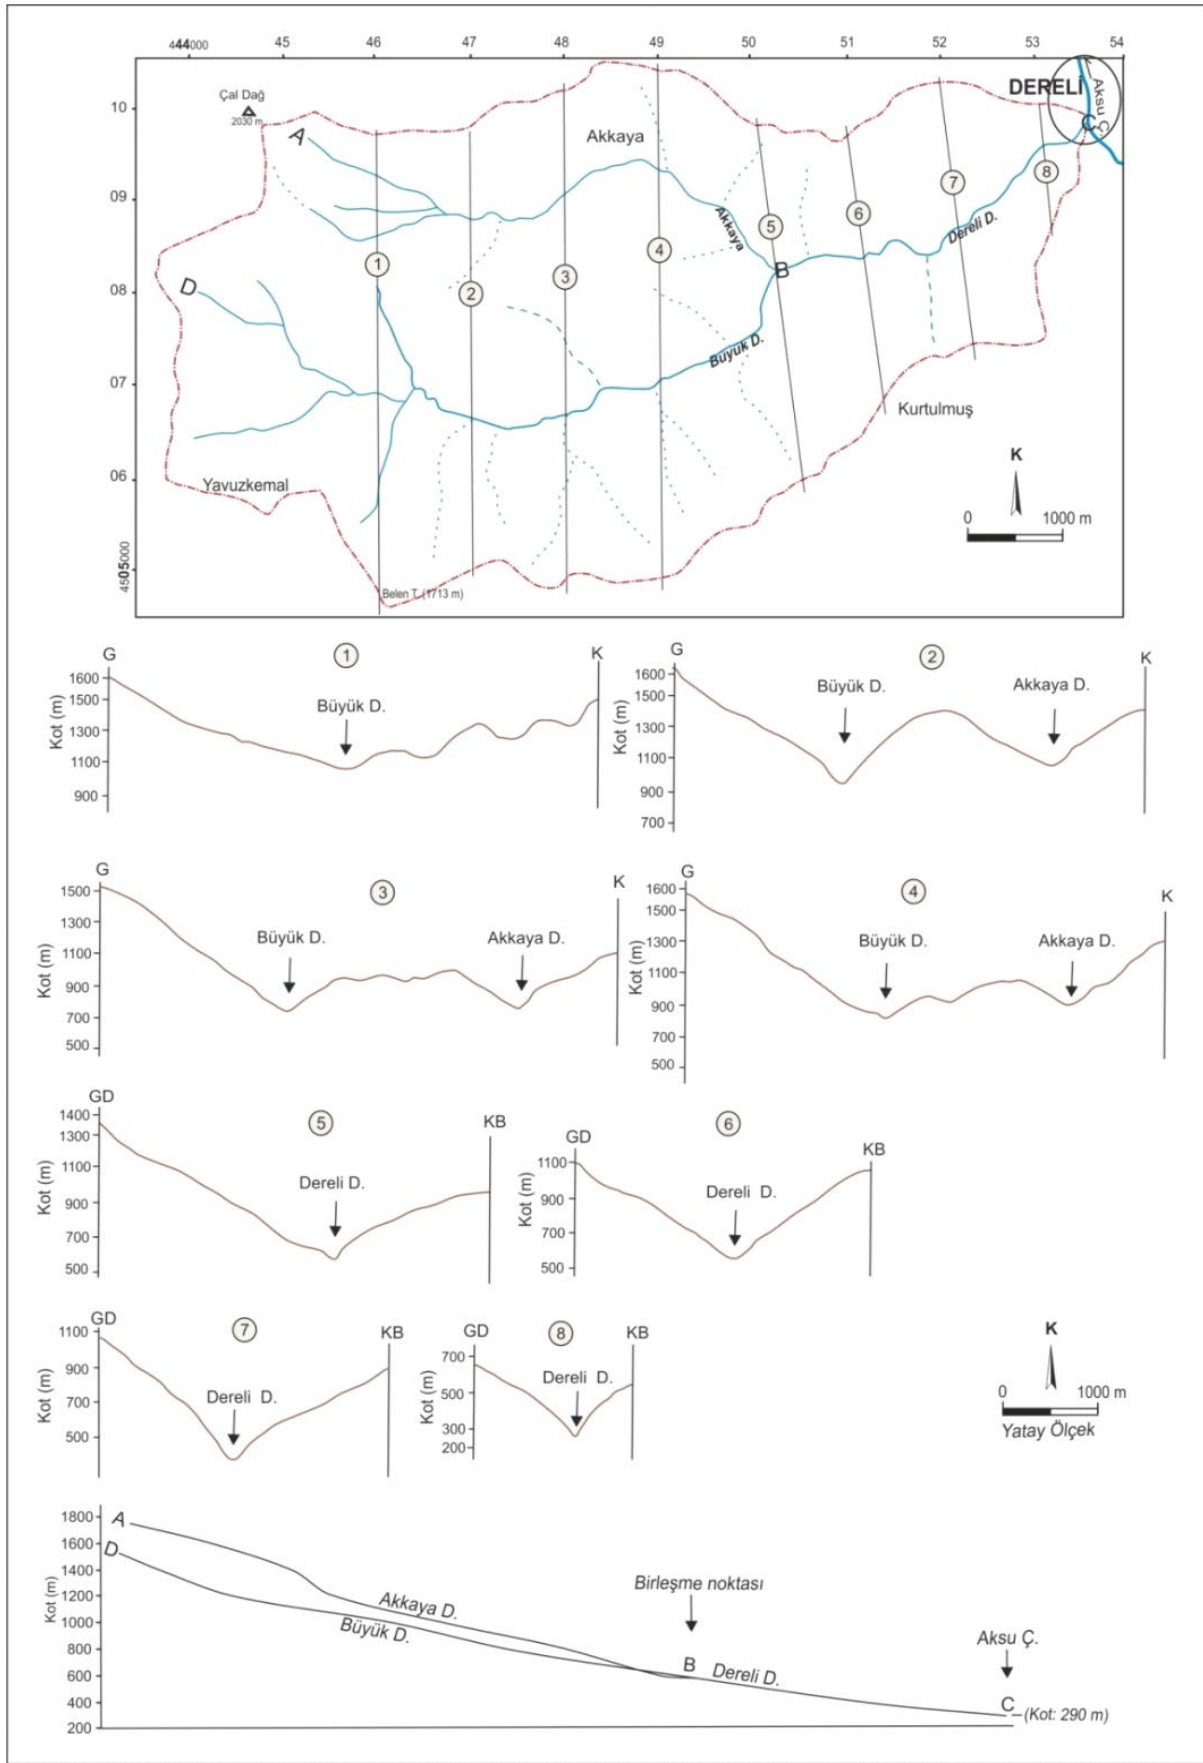 444000 45 46 47 48 49 50 51 52 53 54
10
09
08
07
06
4505000
Çal Dağ
2030 m
A
Akkaya
DERELİ
Aksu Ç.
Ç
D
1
2
3
4
5
6
7
8
Akkaya
B
Dereli D.
Büyük D.
Kurtulmuş
Yavuzkemal
Belen T. (1713 m)
K
0 1000 m
G 1 K
Kot (m)
1600
1500
1300
1100
900
Büyük D.
G 2 K
Kot (m)
1600
1500
1300
1100
900
700
Büyük D. Akkaya D.
G 3 K
Kot (m)
1500
1300
1100
900
700
500
Büyük D. Akkaya D.
G 4 K
Kot (m)
1600
1500
1300
1100
900
700
500
Büyük D. Akkaya D.
GD 5 KB
Kot (m)
1400
1300
1100
900
700
500
Dereli D.
GD 6 KB
Kot (m)
1100
900
700
500
Dereli D.
GD 7 KB
Kot (m)
1100
900
700
500
Dereli D.
GD 8 KB
Kot (m)
700
500
300
200
Dereli D.
K
0 1000 m
Yatay Ölçek
Kot (m)
1800
1600
1400
1200
1000
800
600
400
200
A
D
Akkaya D.
Büyük D.
Birleşme noktası
B Dereli D.
Aksu Ç.
C (Kot: 290 m)